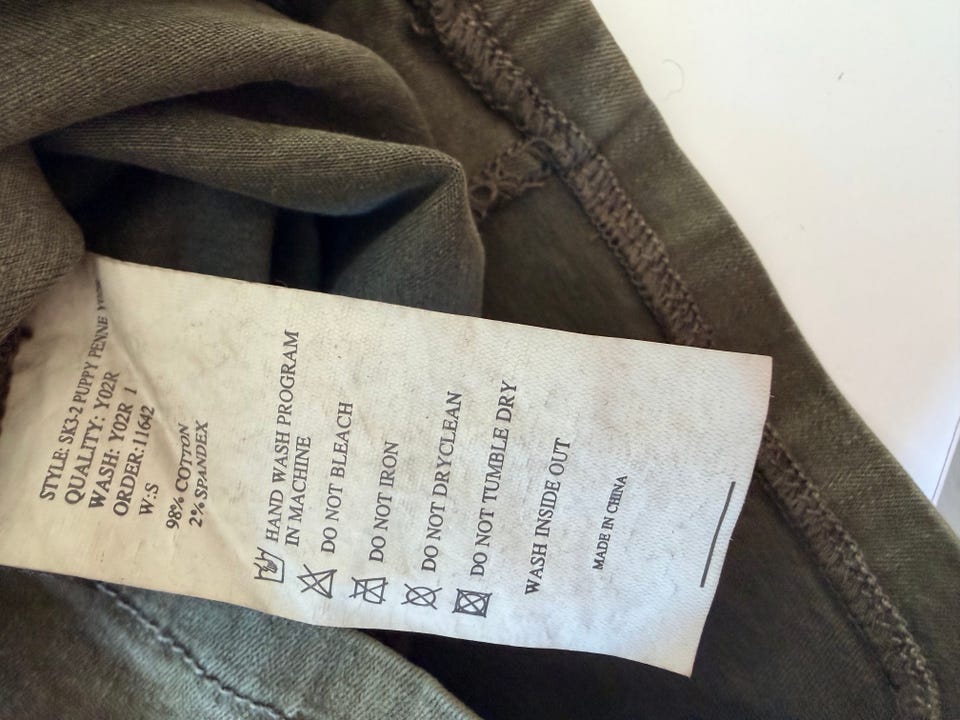 STYLE: SK3-2 PUPPY PENNE
QUALITY: Y02R
WASH: Y02R 1
ORDER:11642
W:S
98% COTTON
2% SPANDEX
HAND WASH PROGRAM
IN MACHINE
DO NOT BLEACH
DO NOT IRON
DO NOT DRYCLEAN
DO NOT TUMBLE DRY
WASH INSIDE OUT
MADE IN CHINA